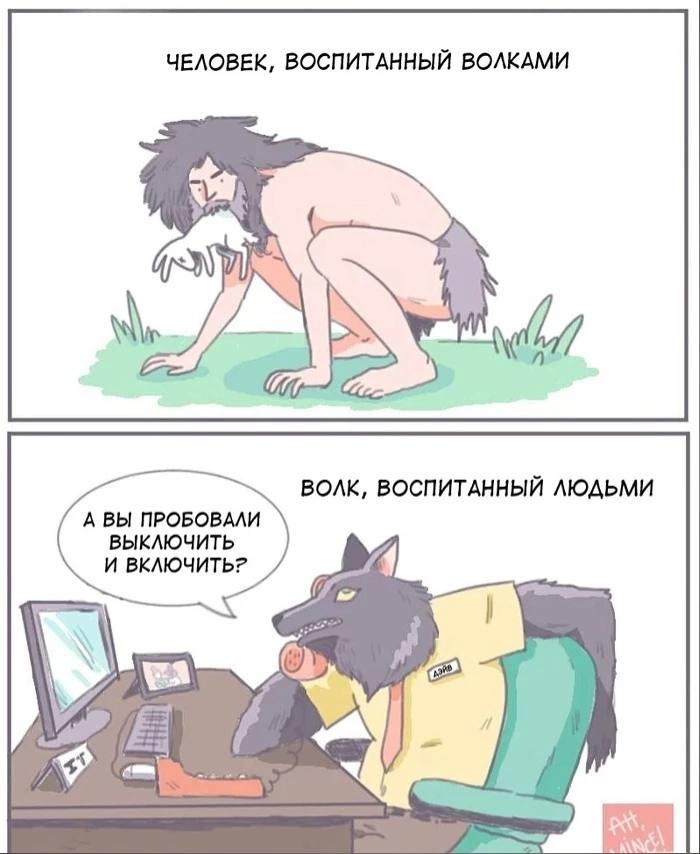 ЧЕЛОВЕК, ВОСПИТАННЫЙ ВОЛКАМИ
ВОЛК, ВОСПИТАННЫЙ ЛЮДЬМИ
А ВЫ ПРОБОВАЛИ
ВЫКЛЮЧИТЬ
И ВКЛЮЧИТЬ?
ДЭЙВ
IT
AH,
MINCE!